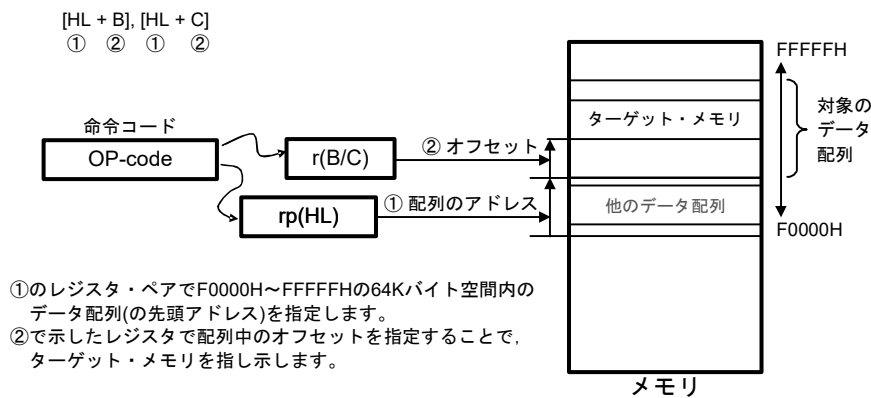 [HL + B], [HL + C]
① ② ① ②
FFFFFH
対象の
データ
配列
ターゲット・メモリ
命令コード
OP-code
r(B/C)
② オフセット
rp(HL)
① 配列のアドレス
他のデータ配列
F0000H
①のレジスタ・ペアでF0000H～FFFFFHの64Kバイト空間内の
データ配列(の先頭アドレス)を指定します。
②で示したレジスタで配列中のオフセットを指定することで,
ターゲット・メモリを指し示します。
メモリ